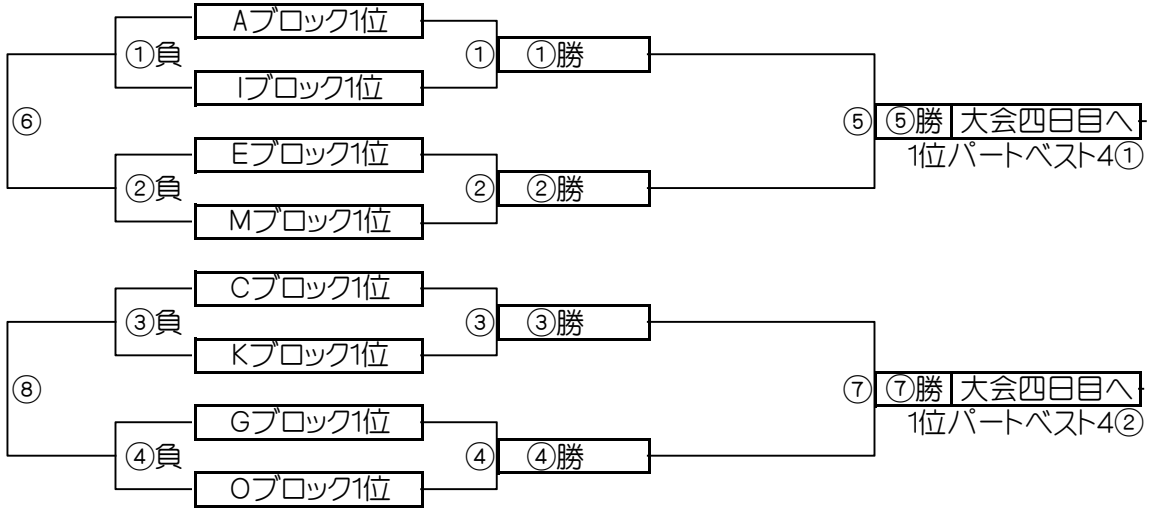 Aブロック1位
①負
①
①勝
Iブロック1位
⑥
⑤
⑤勝
大会四日目へ
Eブロック1位
1位パートベスト4①
②負
②
②勝
Mブロック1位
Cブロック1位
③負
③
③勝
Kブロック1位
⑧
⑦
⑦勝
大会四日目へ
Gブロック1位
1位パートベスト4②
④負
④
④勝
Oブロック1位